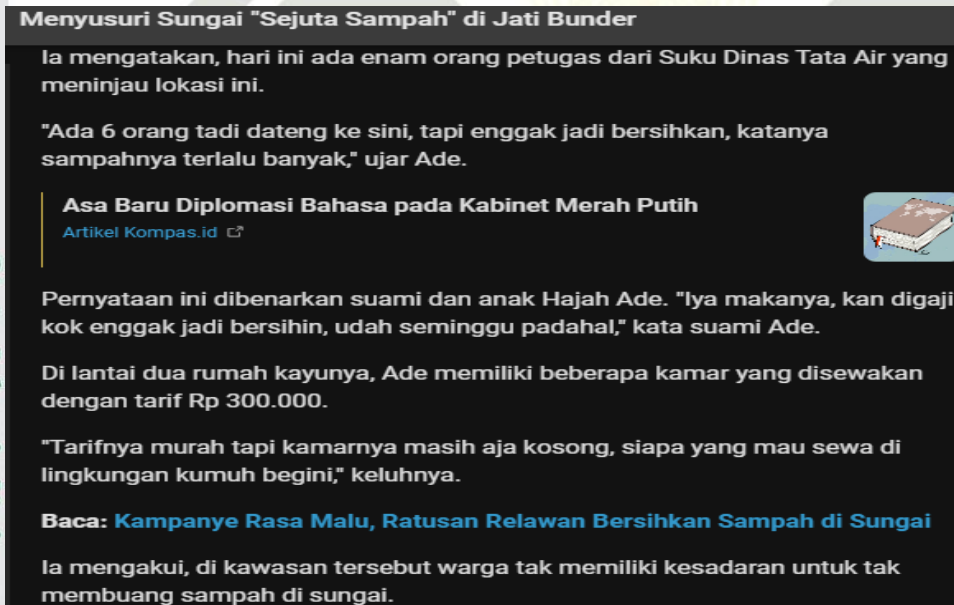 Menyusuri Sungai "Sejuta Sampah" di Jati Bunder
Ia mengatakan, hari ini ada enam orang petugas dari Suku Dinas Tata Air yang
meninjau lokasi ini.
"Ada 6 orang tadi dateng ke sini, tapi enggak jadi bersihkan, katanya
sampahnya terlalu banyak," ujar Ade.
Asa Baru Diplomasi Bahasa pada Kabinet Merah Putih
Artikel Kompas.id
Pernyataan ini dibenarkan suami dan anak Hajah Ade. "Iya makanya, kan digaji
kok enggak jadi bersihin, udah seminggu padahal," kata suami Ade.
Di lantai dua rumah kayunya, Ade memiliki beberapa kamar yang disewakan
dengan tarif Rp 300.000.
"Tarifnya murah tapi kamarnya masih aja kosong, siapa yang mau sewa di
lingkungan kumuh begini," keluhnya.
Baca: Kampanye Rasa Malu, Ratusan Relawan Bersihkan Sampah di Sungai
Ia mengakui, di kawasan tersebut warga tak memiliki kesadaran untuk tak
membuang sampah di sungai.